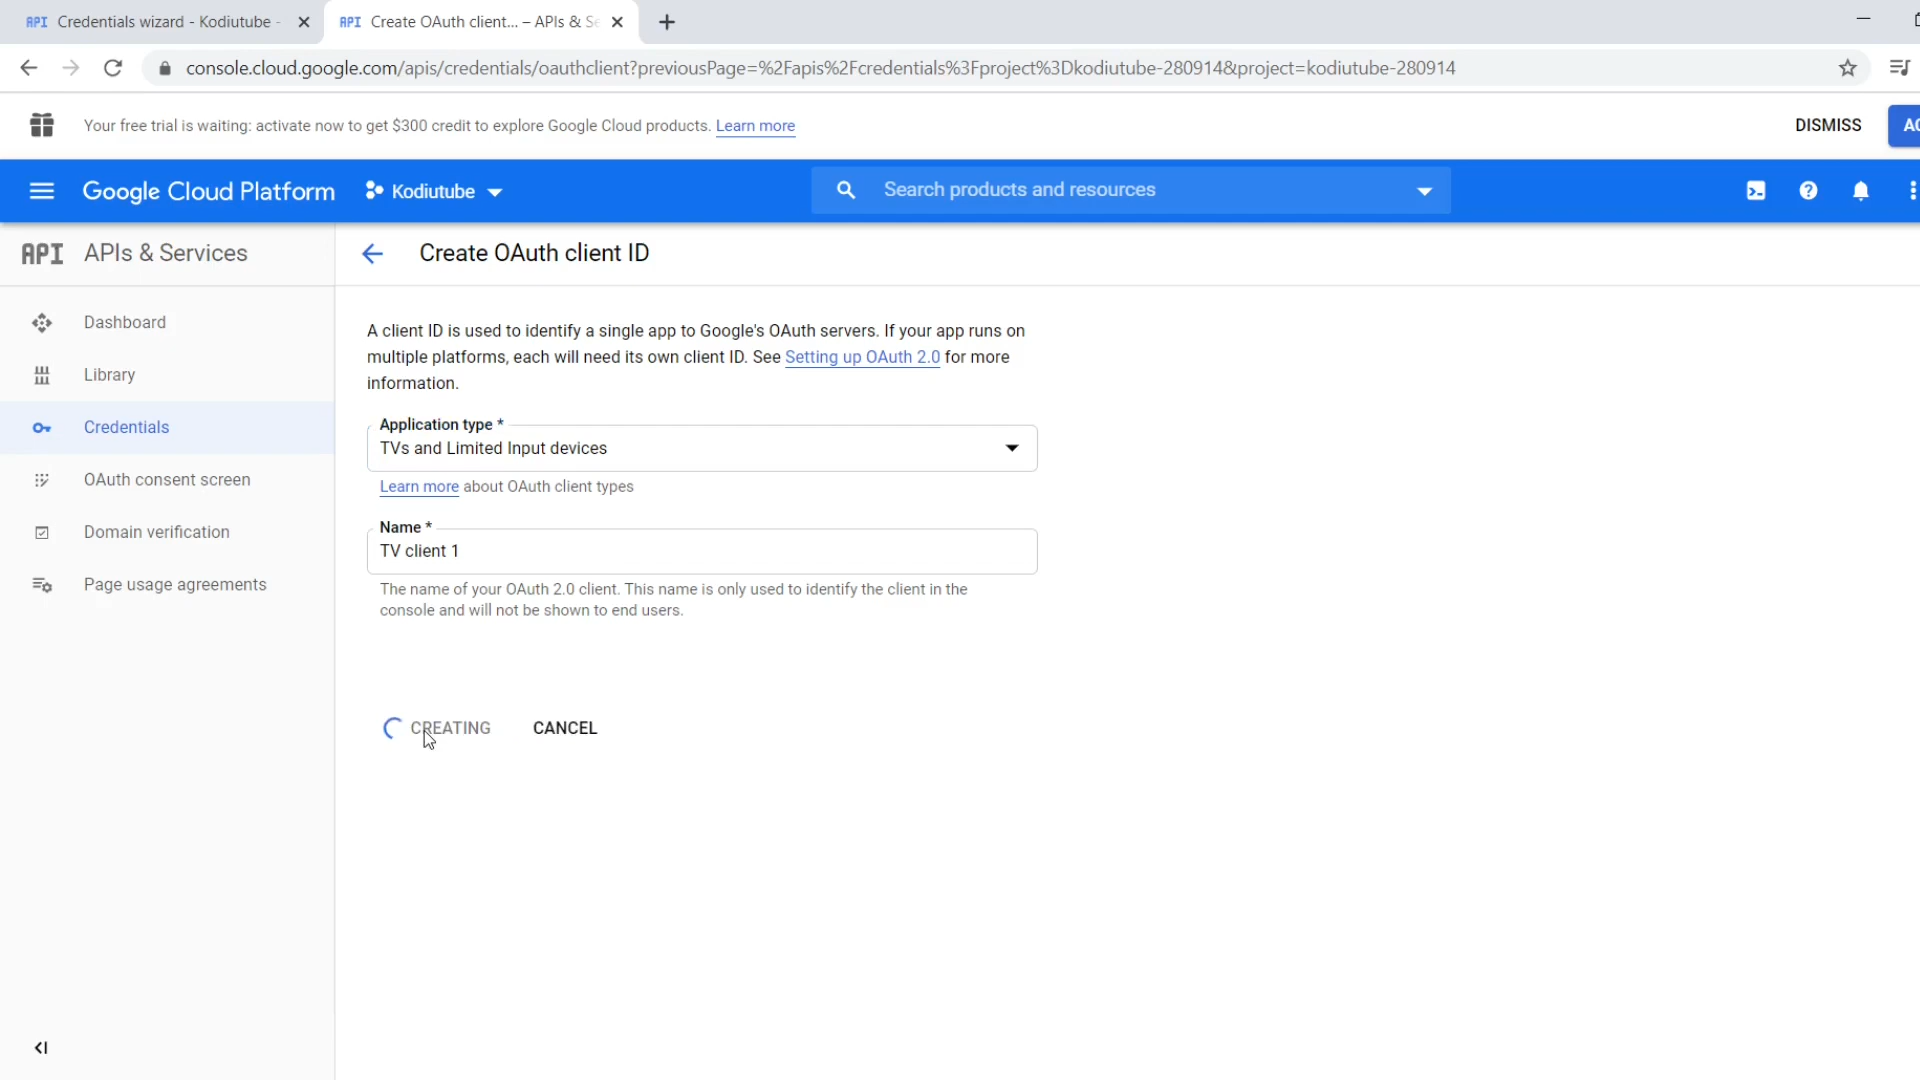 API Credentials wizard - Kodiutube -
API Create OAuth client... – APIs & Se
console.cloud.google.com/apis/credentials/oauthclient?previousPage=%2Fapis%2Fcredentials%3Fproject%3Dkodiutube-280914&project=kodiutube-280914
Your free trial is waiting: activate now to get $300 credit to explore Google Cloud products. Learn more
DISMISS
AC
Google Cloud Platform
Kodiutube
Search products and resources
API APIs & Services
Create OAuth client ID
Dashboard
Library
Credentials
OAuth consent screen
Domain verification
Page usage agreements
A client ID is used to identify a single app to Google's OAuth servers. If your app runs on
multiple platforms, each will need its own client ID. See Setting up OAuth 2.0 for more
information.
Application type *
TVs and Limited Input devices
Learn more about OAuth client types
Name *
TV client 1
The name of your OAuth 2.0 client. This name is only used to identify the client in the
console and will not be shown to end users.
CREATING
CANCEL